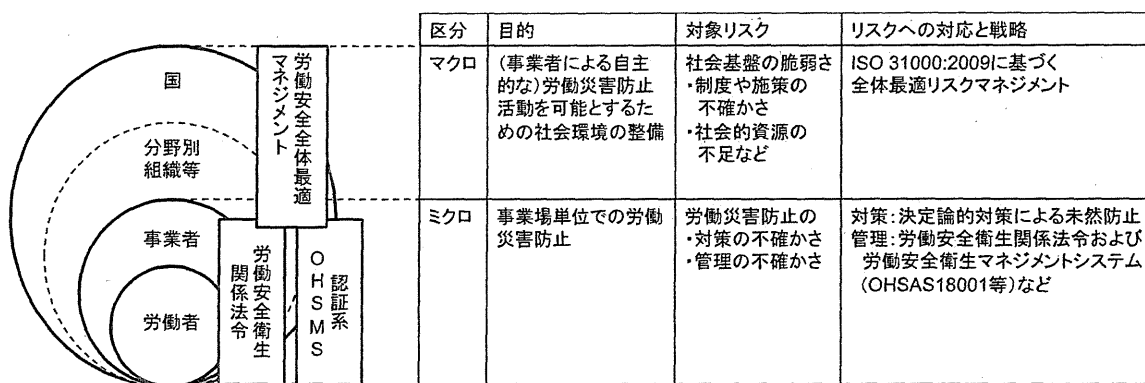 国
分野別
組織等
事業者
労働者
労働安全全体最適
マネジメント
労働安全衛生
関係法令
認証系
OHSMS
区分
目的
対象リスク
リスクへの対応と戦略
マクロ
(事業者による自主
的な)労働災害防止
活動を可能とするた
めの社会環境の整備
社会基盤の脆弱さ
・制度や施策の
不確かさ
・社会的資源の
不足など
ISO 31000:2009に基づく
全体最適リスクマネジメント
ミクロ
事業場単位での労働
災害防止
労働災害防止の
・対策の不確かさ
・管理の不確かさ
対策:決定論的対策による未然防止
管理:労働安全衛生関係法令および
労働安全衛生マネジメントシステム
(OHSAS18001等)など